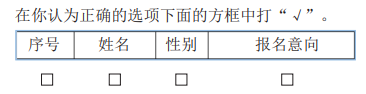 在你认为正确的选项下面的方框中打“√”。
序号 姓名 性别 报名意向
□ □ □ □